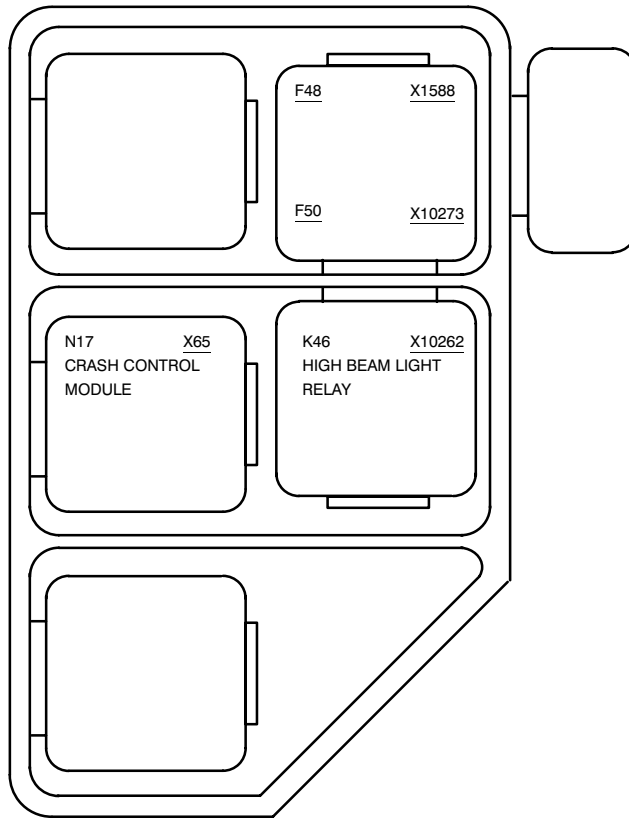 F48 X1588
F50 X10273
N17 X65
CRASH CONTROL
MODULE
K46 X10262
HIGH BEAM LIGHT
RELAY